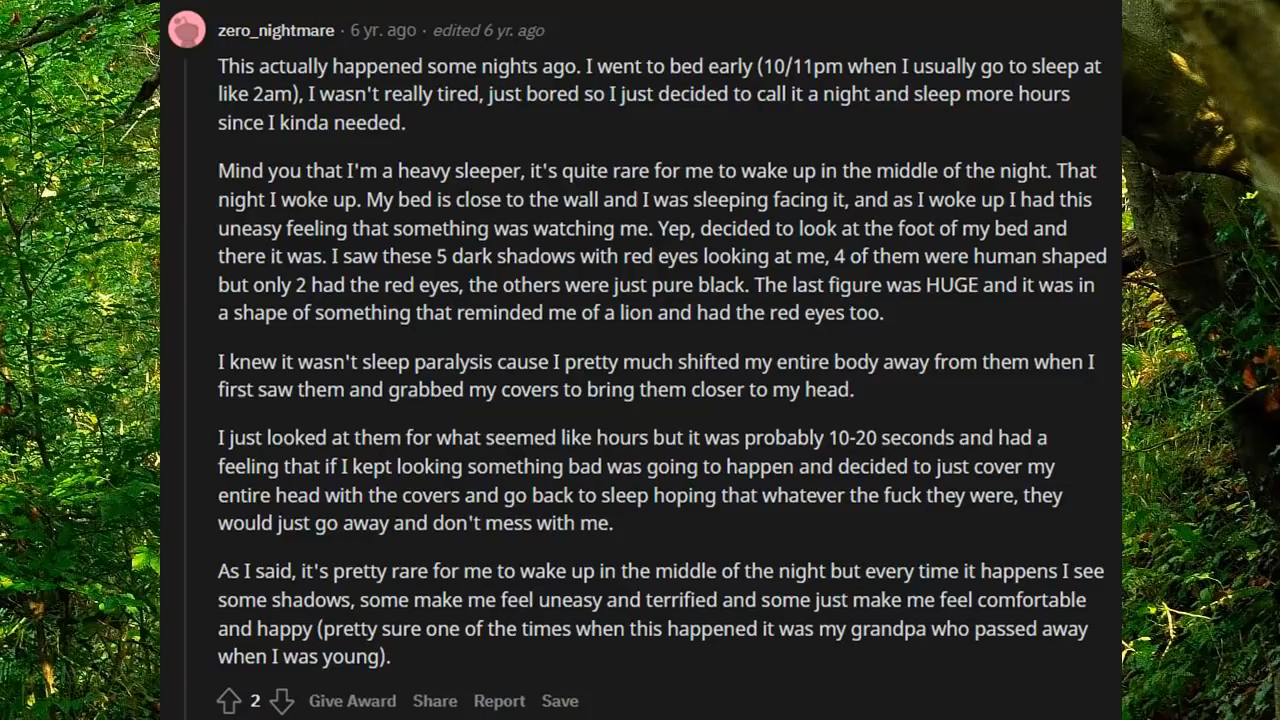 zero_nightmare · 6 yr. ago · edited 6 yr. ago
This actually happened some nights ago. I went to bed early (10/11pm when I usually go to sleep at
like 2am), I wasn't really tired, just bored so I just decided to call it a night and sleep more hours
since I kinda needed.
Mind you that I'm a heavy sleeper, it's quite rare for me to wake up in the middle of the night. That
night I woke up. My bed is close to the wall and I was sleeping facing it, and as I woke up I had this
uneasy feeling that something was watching me. Yep, decided to look at the foot of my bed and
there it was. I saw these 5 dark shadows with red eyes looking at me, 4 of them were human shaped
but only 2 had the red eyes, the others were just pure black. The last figure was HUGE and it was in
a shape of something that reminded me of a lion and had the red eyes too.
I knew it wasn't sleep paralysis cause I pretty much shifted my entire body away from them when I
first saw them and grabbed my covers to bring them closer to my head.
I just looked at them for what seemed like hours but it was probably 10-20 seconds and had a
feeling that if I kept looking something bad was going to happen and decided to just cover my
entire head with the covers and go back to sleep hoping that whatever the fuck they were, they
would just go away and don't mess with me.
As I said, it's pretty rare for me to wake up in the middle of the night but every time it happens I see
some shadows, some make me feel uneasy and terrified and some just make me feel comfortable
and happy (pretty sure one of the times when this happened it was my grandpa who passed away
when I was young).
2 Give Award Share Report Save